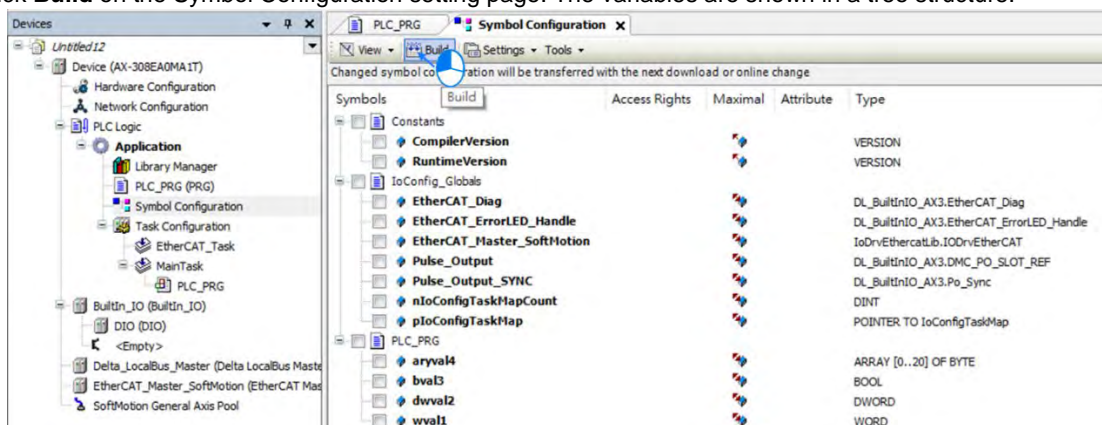 ck Build on the Symbol Configuration setting page. The variables are shown in a tree structure.
Devices
Untitled12
Device (AX-308EA0MA1T)
Hardware Configuration
Network Configuration
PLC Logic
Application
Library Manager
PLC_PRG (PRG)
Symbol Configuration
Task Configuration
EtherCAT_Task
MainTask
PLC_PRG
BuiltIn_IO (BuiltIn_IO)
DIO (DIO)
<Empty>
Delta_LocalBus_Master (Delta LocalBus Maste
EtherCAT_Master_SoftMotion (EtherCAT Mas
SoftMotion General Axis Pool
PLC_PRG Symbol Configuration
View Build Settings Tools
Changed symbol configuration will be transferred with the next download or online change
Build
Symbols Access Rights Maximal Attribute Type
Constants
CompilerVersion VERSION
RuntimeVersion VERSION
IoConfig_Globals
EtherCAT_Diag DL_BuiltInIO_AX3.EtherCAT_Diag
EtherCAT_ErrorLED_Handle DL_BuiltInIO_AX3.EtherCAT_ErrorLED_Handle
EtherCAT_Master_SoftMotion IoDrvEthercatLib.IODrvEtherCAT
Pulse_Output DL_BuiltInIO_AX3.DMC_PO_SLOT_REF
Pulse_Output_SYNC DL_BuiltInIO_AX3.Po_Sync
nIoConfigTaskMapCount DINT
pIoConfigTaskMap POINTER TO IoConfigTaskMap
PLC_PRG
aryval4 ARRAY [0..20] OF BYTE
bval3 BOOL
dwval2 DWORD
wval1 WORD